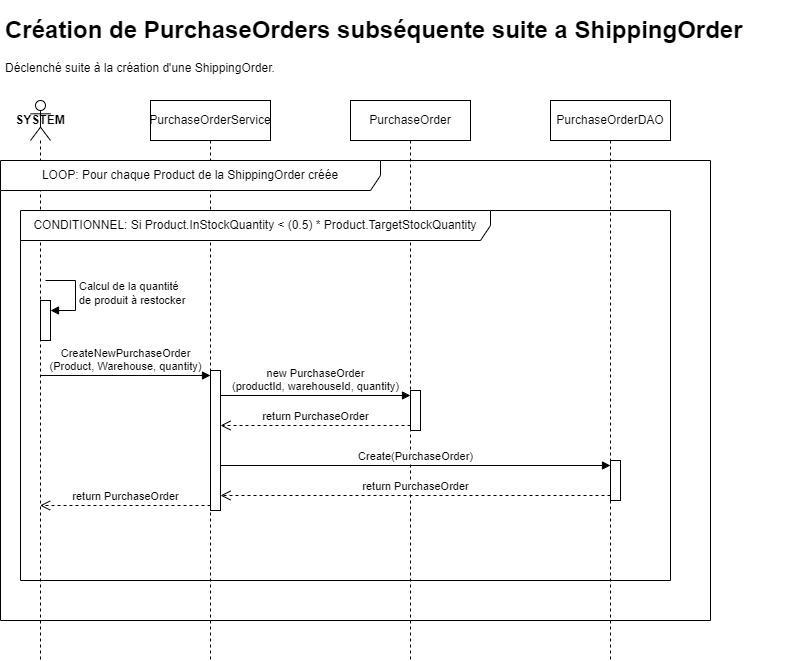 Création de PurchaseOrders subséquente suite a ShippingOrder
Déclenché suite à la création d'une ShippingOrder.
SYSTEM
PurchaseOrderService
PurchaseOrder
PurchaseOrderDAO
LOOP: Pour chaque Product de la ShippingOrder créée
CONDITIONNEL: Si Product.InStockQuantity < (0.5) * Product.TargetStockQuantity
Calcul de la quantité
de produit à restocker
CreateNewPurchaseOrder
(Product, Warehouse, quantity)
new PurchaseOrder
(productId, warehouseId, quantity)
return PurchaseOrder
Create(PurchaseOrder)
return PurchaseOrder
return PurchaseOrder